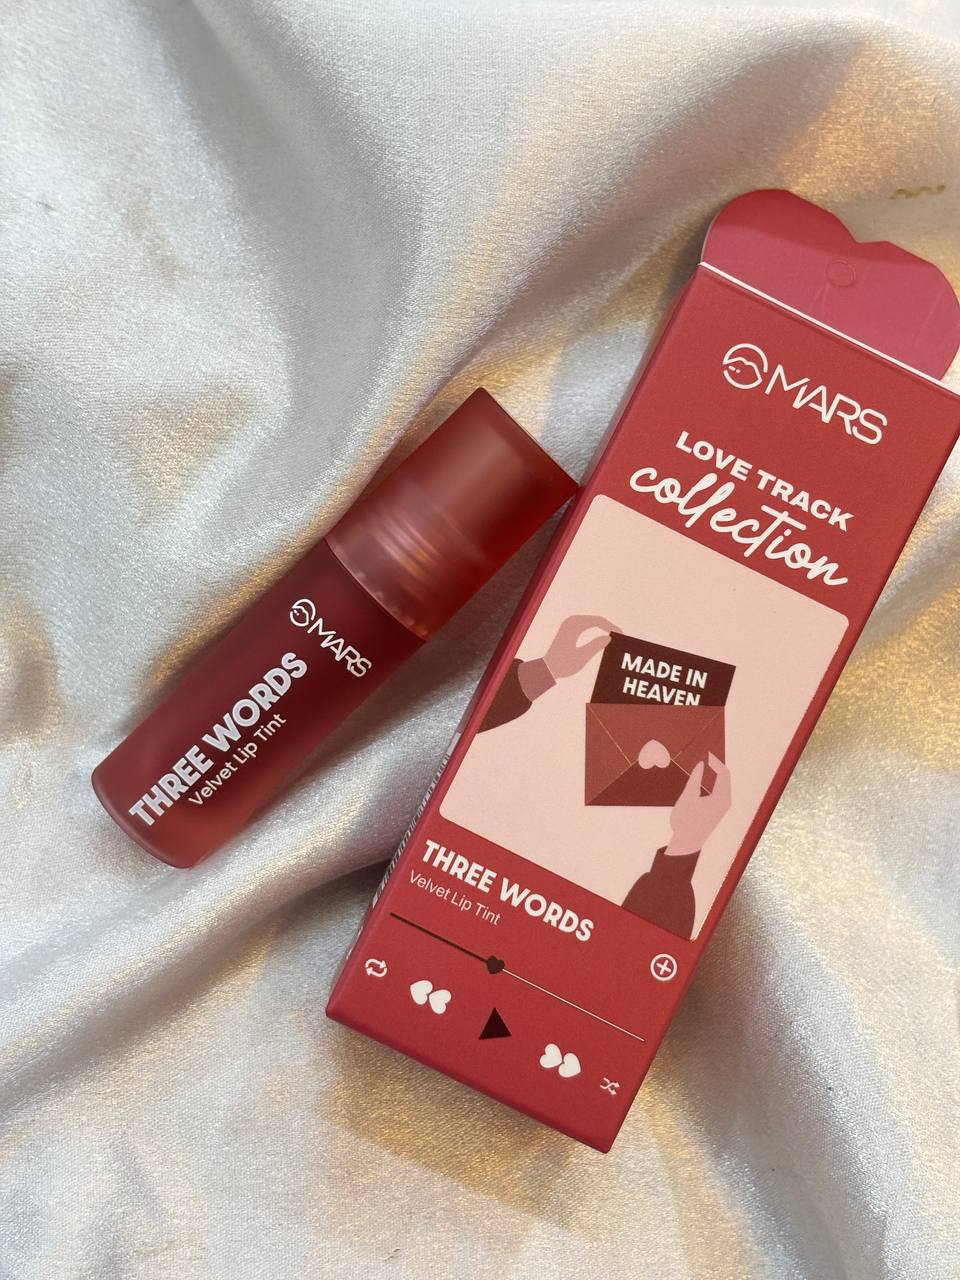 MARS
THREE WORDS
Velvet Lip Tint
MARS
LOVE TRACK
collection
MADE IN
HEAVEN
THREE WORDS
Velvet Lip Tint